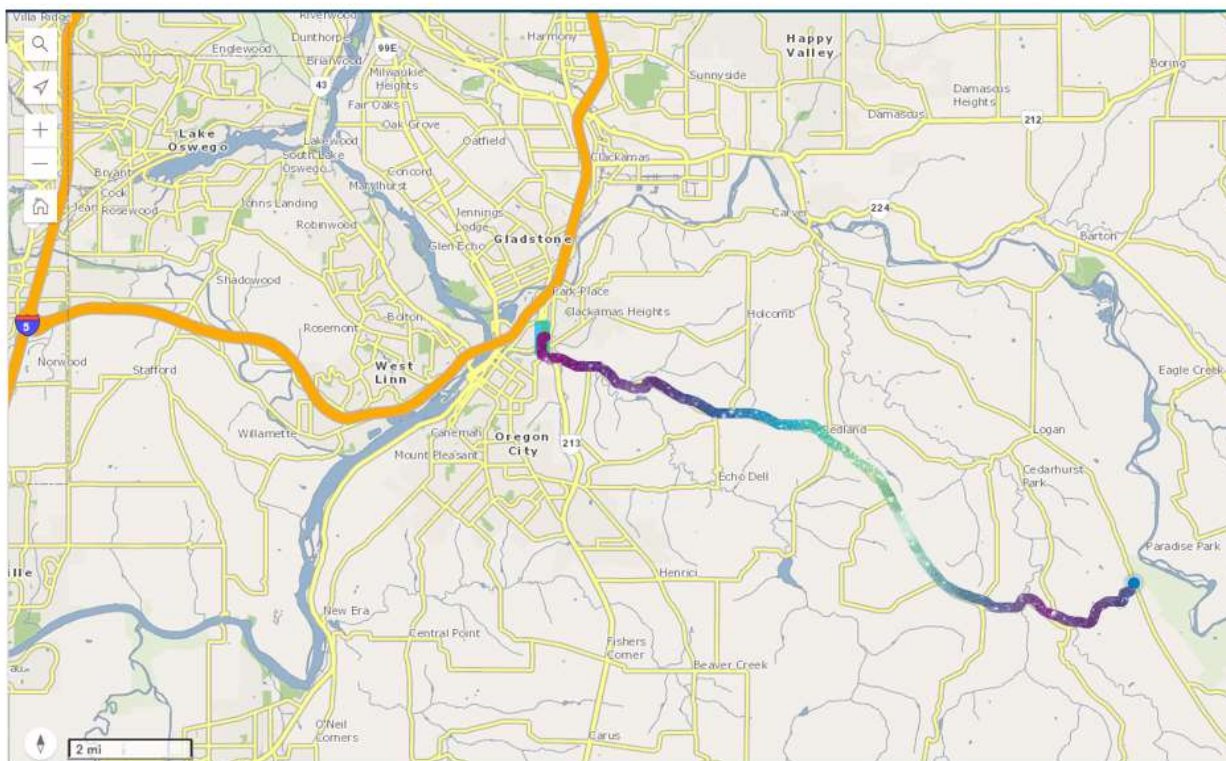 Villa Ridge
Riverwood
Dunthorpe
Harmony
Happy
Valley
Englewood
Briarwood
99E
Boring
43
Milwaukie
Heights
Sunnyside
Damascus
Heights
Fair Oaks
Damascus
212
Lake
Oswego
Lakewood
Oak Grove
Oatfield
South Lake
Oswego
Clackamas
Bryant
Concord
Marylhurst
Cook
Jean
Rosewood
Johns Landing
Jennings
Lodge
Carver
224
Robinwood
Gladstone
Barton
Glen Echo
Shadowood
Park Place
Clackamas Heights
Holcomb
5
Rosemont
Bolton
Norwood
Stafford
West
Linn
Eagle Creek
Willamette
Canemah
Oregon
City
213
Redland
Logan
Mount Pleasant
Echo Dell
Cedarhurst
Park
Paradise Park
ille
Henrici
New Era
Central Point
Fishers
Corner
Beaver Creek
O'Neil
Corners
Carus
2 mi